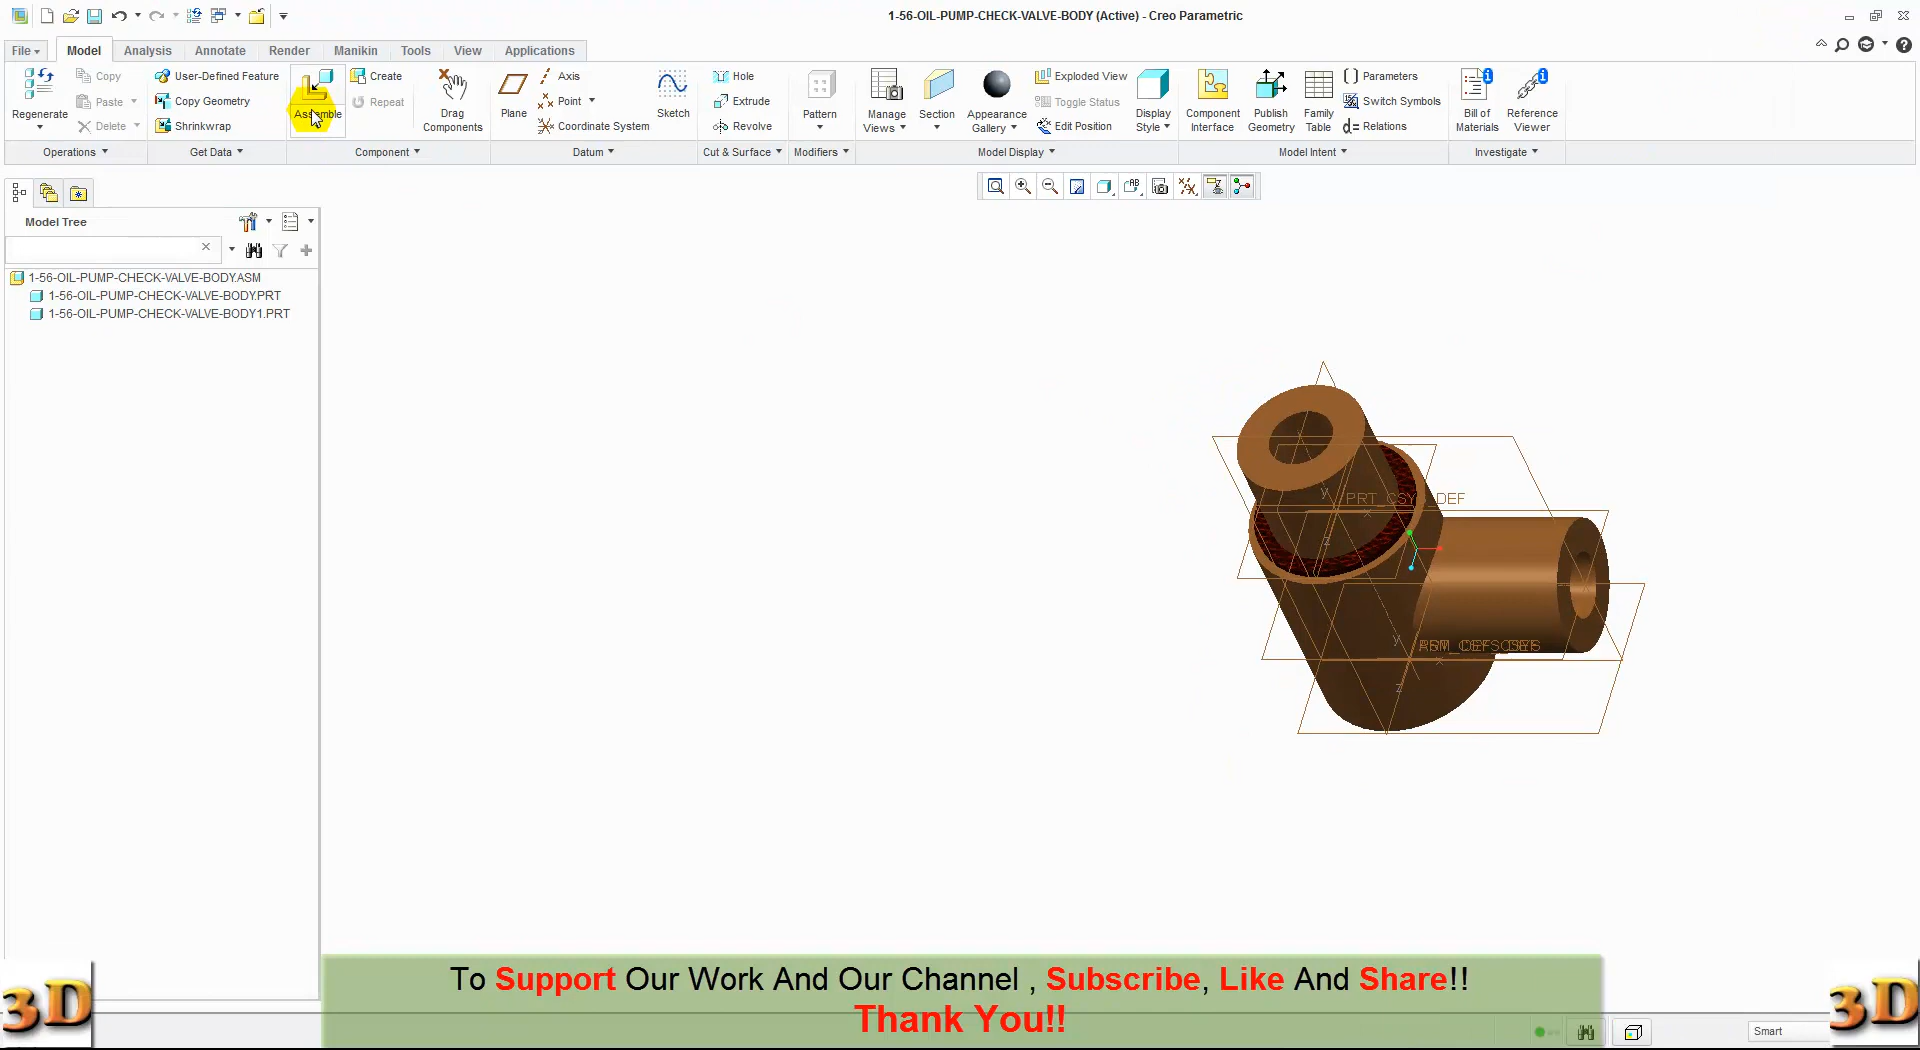 1-56-OIL-PUMP-CHECK-VALVE-BODY (Active) - Creo Parametric
File Model Analysis Annotate Render Manikin Tools View Applications
Regenerate
Copy
Paste
Delete
User-Defined Feature
Copy Geometry
Shrinkwrap
Assemble
Create
Repeat
Drag
Components
Plane
Axis
Point
Coordinate System
Sketch
Hole
Extrude
Revolve
Pattern
Manage
Views
Section
Appearance
Gallery
Exploded View
Toggle Status
Edit Position
Display
Style
Component
Interface
Publish
Geometry
Family
Table
Parameters
Switch Symbols
d= Relations
Bill of
Materials
Reference
Viewer
Operations Get Data Component Datum Cut & Surface Modifiers Model Display Model Intent Investigate
Model Tree
1-56-OIL-PUMP-CHECK-VALVE-BODY.ASM
1-56-OIL-PUMP-CHECK-VALVE-BODY.PRT
1-56-OIL-PUMP-CHECK-VALVE-BODY1.PRT
To Support Our Work And Our Channel , Subscribe, Like And Share!!
Thank You!!
3D
3D
Smart